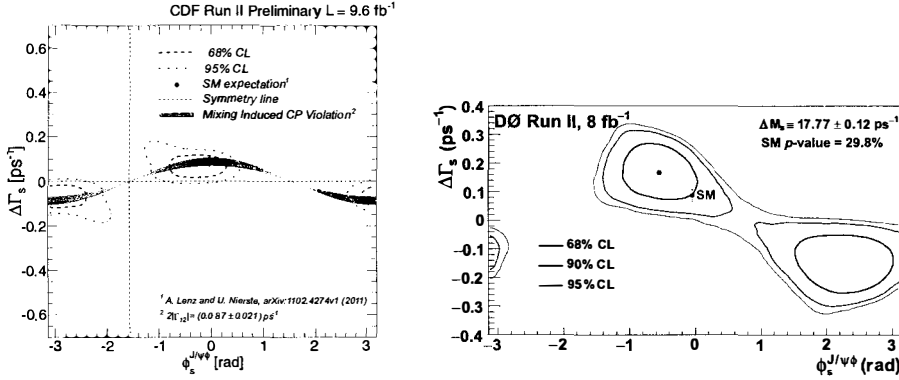 CDF Run II Preliminary L = 9.6 fb⁻¹
ΔΓₛ [ps⁻¹]
0.6
0.4
0.2
0
-0.2
-0.4
-0.6
68% CL
95% CL
SM expectation¹
Symmetry line
Mixing Induced CP Violation²
¹ A. Lenz and U. Nierste, arXiv:1102.4274v1 (2011)
² 2|Γ₁₂|= (0.087 ± 0.021) ps⁻¹
-3 -2 -1 0 1 2 3
ϕₛ^J/ψϕ [rad]
ΔΓₛ (ps⁻¹)
0.4
0.3
0.2
0.1
0
−0.1
−0.2
−0.3
−0.4
DØ Run II, 8 fb⁻¹
ΔMₛ ≡ 17.77 ± 0.12 ps⁻¹
SM p-value = 29.8%
SM
68% CL
90% CL
95% CL
−3 −2 −1 0 1 2 3
ϕₛ^J/ψϕ (rad)